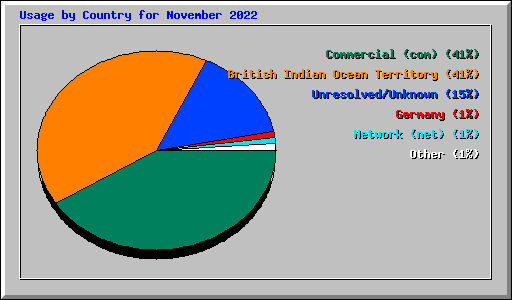 Usage by Country for November 2022
Commercial (com) (41%)
British Indian Ocean Territory (41%)
Unresolved/Unknown (15%)
Germany (1%)
Network (net) (1%)
Other (1%)